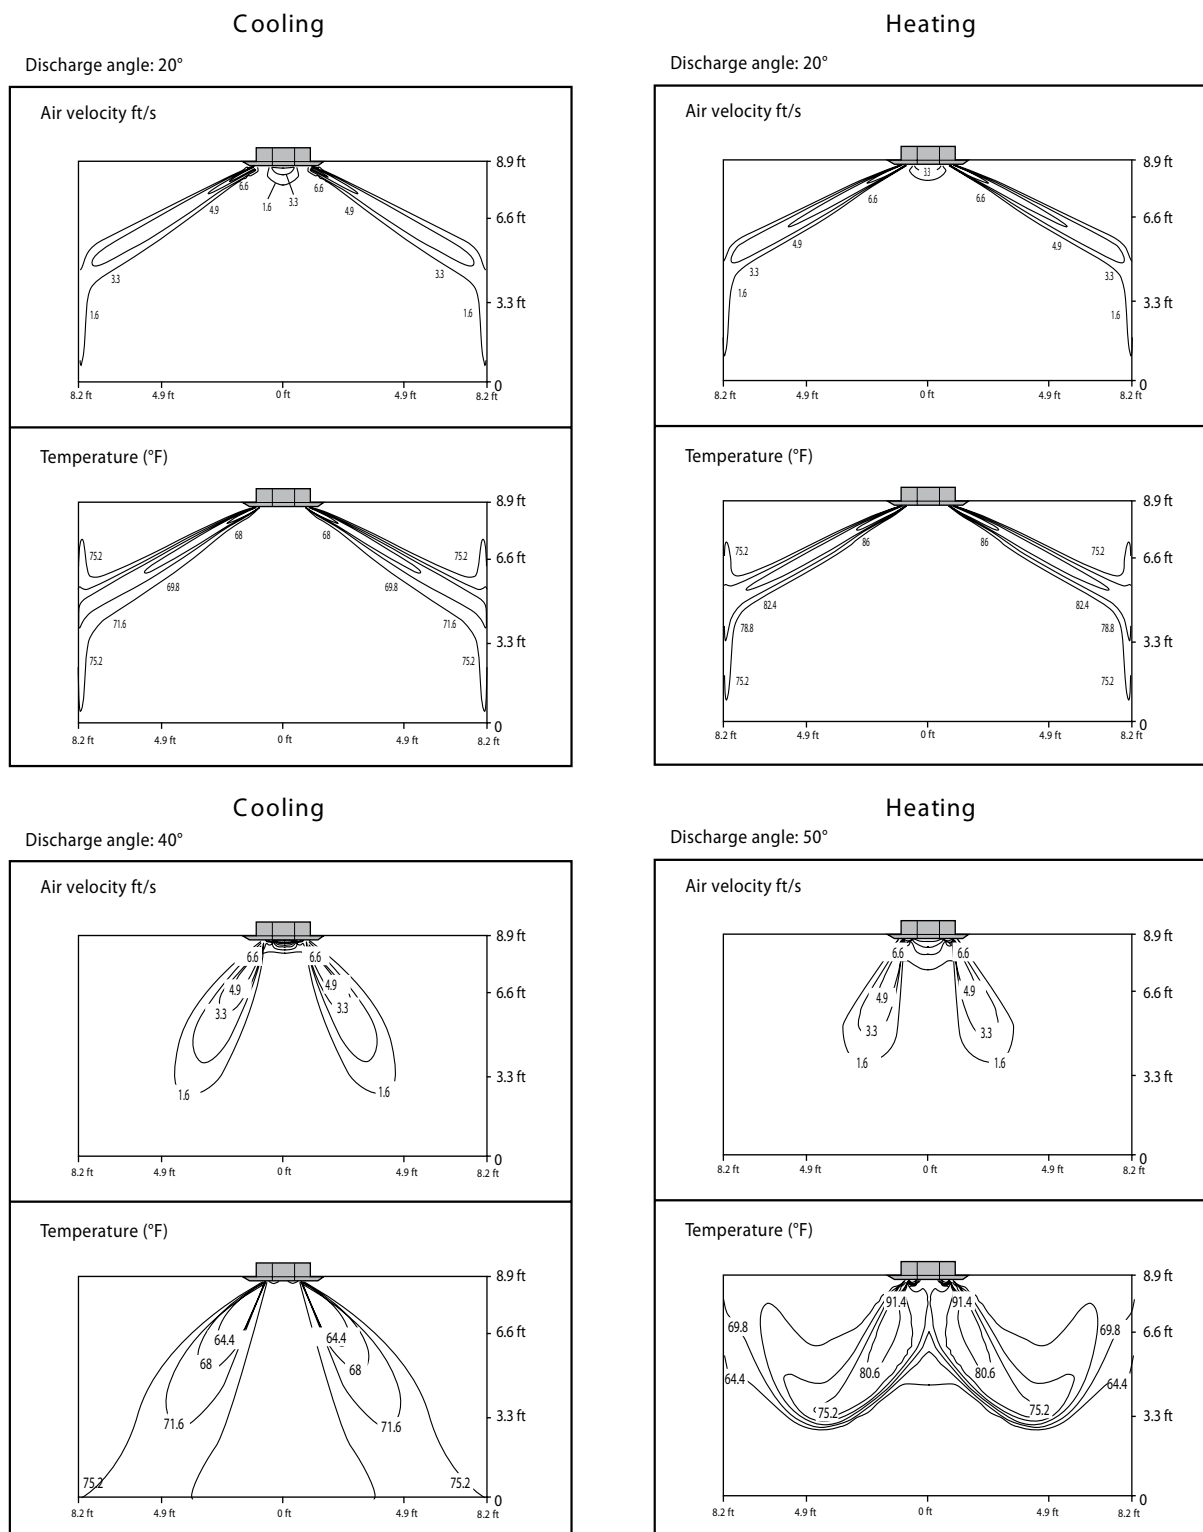 Cooling
Discharge angle: 20°
Air velocity ft/s
8.9 ft
6.6 6.6
1.6 3.3
4.9 4.9
6.6 ft
3.3 3.3
1.6 1.6
3.3 ft
0
8.2 ft 4.9 ft 0 ft 4.9 ft 8.2 ft
Temperature (°F)
8.9 ft
68 68
75.2 75.2
6.6 ft
69.8 69.8
71.6 71.6
3.3 ft
75.2 75.2
0
8.2 ft 4.9 ft 0 ft 4.9 ft 8.2 ft
Heating
Discharge angle: 20°
Air velocity ft/s
8.9 ft
33
6.6 6.6
6.6 ft
4.9 4.9
3.3 3.3
1.6 1.6
3.3 ft
0
8.2 ft 4.9 ft 0 ft 4.9 ft 8.2 ft
Temperature (°F)
8.9 ft
86 86
75.2 75.2
6.6 ft
82.4 82.4
78.8 78.8
3.3 ft
75.2 75.2
0
8.2 ft 4.9 ft 0 ft 4.9 ft 8.2 ft
Cooling
Discharge angle: 40°
Air velocity ft/s
8.9 ft
6.6 6.6
4.9 4.9
6.6 ft
3.3 3.3
3.3 ft
1.6 1.6
0
8.2 ft 4.9 ft 0 ft 4.9 ft 8.2 ft
Temperature (°F)
8.9 ft
64.4 64.4
6.6 ft
68 68
71.6 71.6
3.3 ft
75.2 75.2
0
8.2 ft 4.9 ft 0 ft 4.9 ft 8.2 ft
Heating
Discharge angle: 50°
Air velocity ft/s
8.9 ft
6.6 6.6
4.9 4.9
6.6 ft
3.3 3.3
1.6 1.6
3.3 ft
0
8.2 ft 4.9 ft 0 ft 4.9 ft 8.2 ft
Temperature (°F)
8.9 ft
91.4 91.4
69.8 69.8
6.6 ft
80.6 80.6
64.4 64.4
75.2 75.2
3.3 ft
0
8.2 ft 4.9 ft 0 ft 4.9 ft 8.2 ft